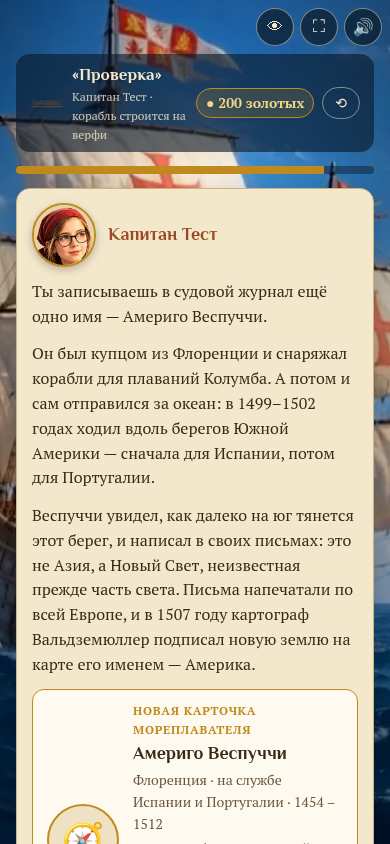 «Проверка»
Капитан Тест ·
корабль строится на
верфи
● 200 золотых
⟲
Капитан Тест
Ты записываешь в судовой журнал ещё
одно имя — Америго Веспуччи.
Он был купцом из Флоренции и снаряжал
корабли для плаваний Колумба. А потом и
сам отправился за океан: в 1499–1502
годах ходил вдоль берегов Южной
Америки — сначала для Испании, потом
для Португалии.
Веспуччи увидел, как далеко на юг тянется
этот берег, и написал в своих письмах: это
не Азия, а Новый Свет, неизвестная
прежде часть света. Письма напечатали по
всей Европе, и в 1507 году картограф
Вальдземюллер подписал новую землю на
карте его именем — Америка.
НОВАЯ КАРТОЧКА
МОРЕПЛАВАТЕЛЯ
Америго Веспуччи
Флоренция · на службе
Испании и Португалии · 1454 –
1512